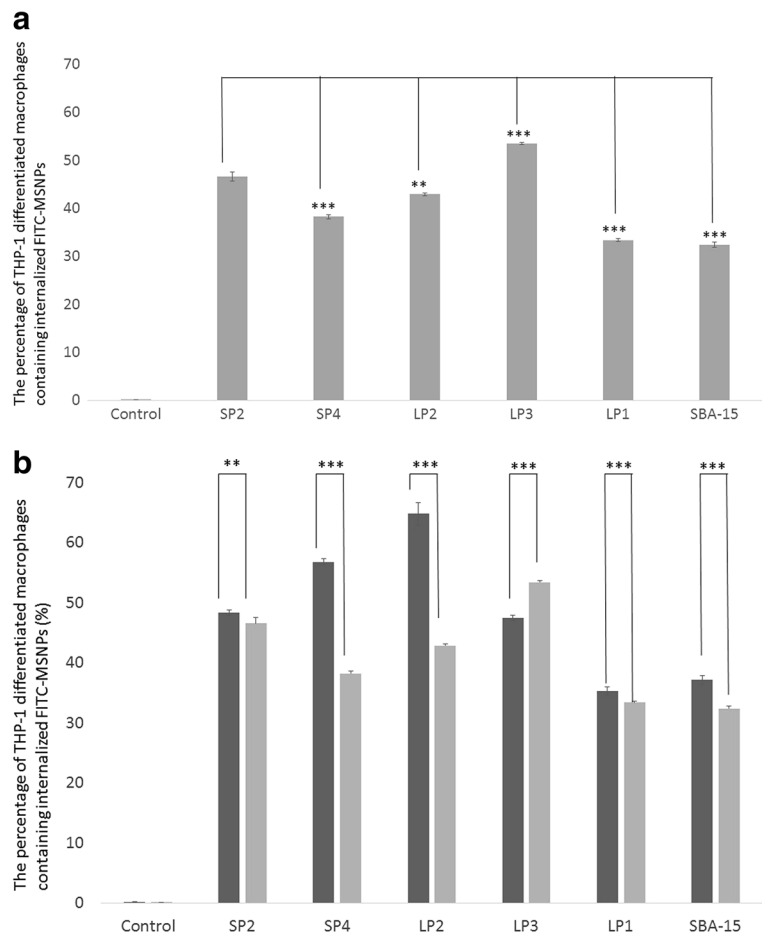 a
The percentage of THP-1 differentiated macrophages
containing internalized FITC-MSNPs
70
60
50
40
30
20
10
0
***
**
***
***
***
Control SP2 SP4 LP2 LP3 LP1 SBA-15
b
The percentage of THP-1 differentiated macrophages
containing internalized FITC-MSNPs (%)
70
60
50
40
30
20
10
0
** *** *** *** *** ***
Control SP2 SP4 LP2 LP3 LP1 SBA-15